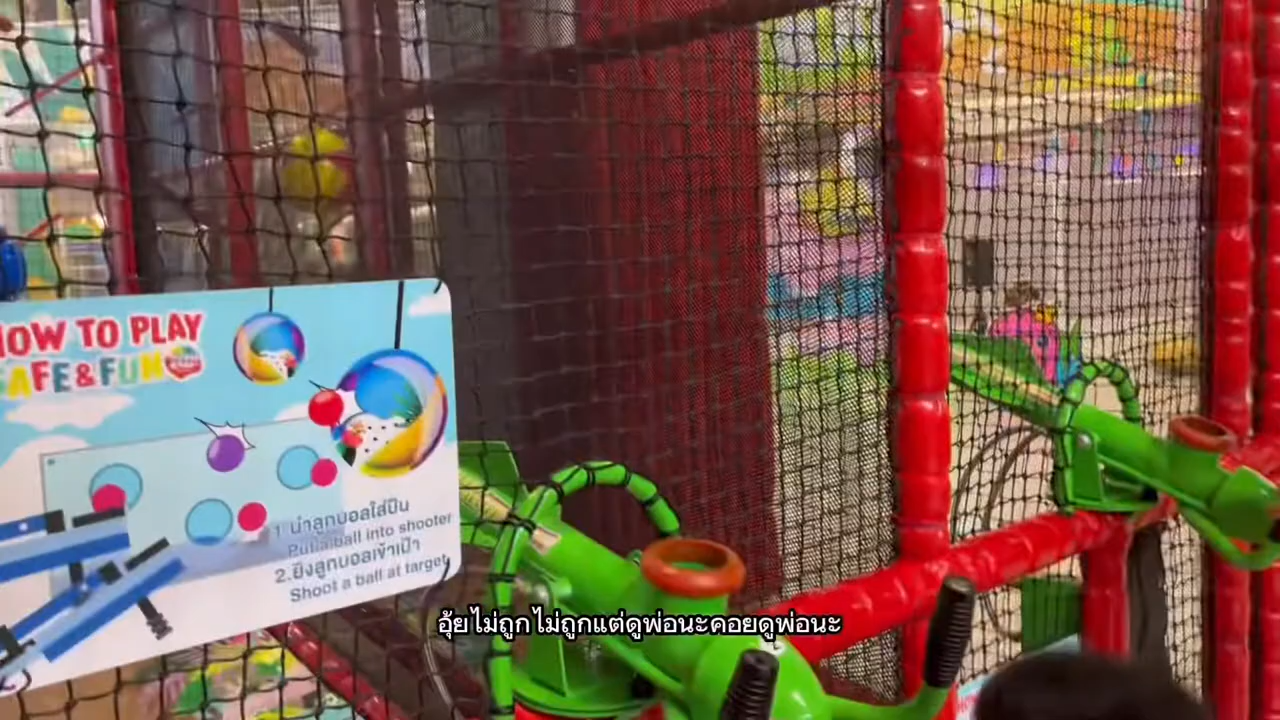 HOW TO PLAY
SAFE & FUN
1 นำลูกบอลใส่ปืน
Put a ball into shooter
2.ยิงลูกบอลเข้าเป้า
Shoot a ball at target
อุ้ยไม่ถูกไม่ถูกแต่ดูพ่อนะคอยดูพ่อนะ